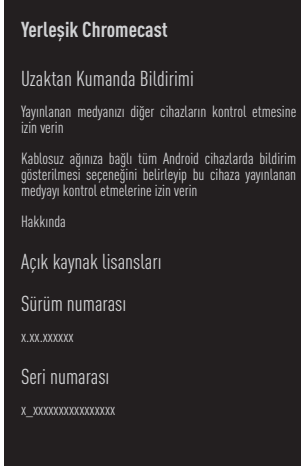 Yerleşik Chromecast
Uzaktan Kumanda Bildirimi
Yayınlanan medyanızı diğer cihazların kontrol etmesine
izin verin
Kablosuz ağınıza bağlı tüm Android cihazlarda bildirim
gösterilmesi seçeneğini belirleyip bu cihaza yayınlanan
medyayı kontrol etmelerine izin verin
Hakkında
Açık kaynak lisansları
Sürüm numarası
x.xx.xxxxxx
Seri numarası
x_xxxxxxxxxxxxxxxx